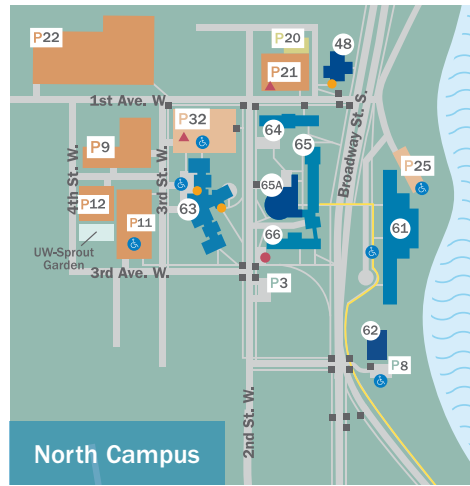 P22
P20
48
P21
1st Ave. W.
P32
64
65
Broadway St. S.
P9
4th St. W.
3rd St. W.
P25
65A
P12
P11
63
66
61
UW-Sprout
Garden
3rd Ave. W.
P3
62
P8
2nd St. W.
North Campus